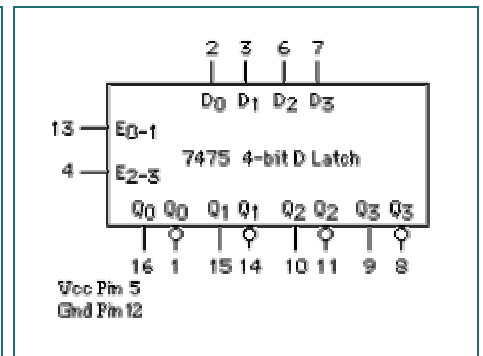 2 3 6 7
D0 D1 D2 D3
13 E0-1
7475 4-bit D Latch
4 E2-3
Q0 Q0 Q1 Q1 Q2 Q2 Q3 Q3
16 1 15 14 10 11 9 8
Vcc Pin 5
Gnd Pin 12